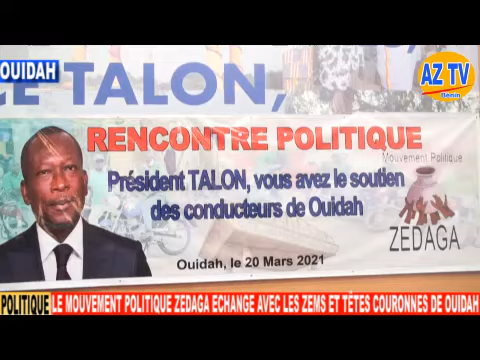 OUIDAH
AZ TV
Bénin
CE TALON,
RENCONTRE POLITIQUE
Mouvement Politique
Président TALON, vous avez le soutien
des conducteurs de Ouidah
ZEDAGA
Ouidah, le 20 Mars 2021
POLITIQUE LE MOUVEMENT POLITIQUE ZEDAGA ECHANGE AVEC LES ZEMS ET TÊTES COURONNES DE OUIDAH